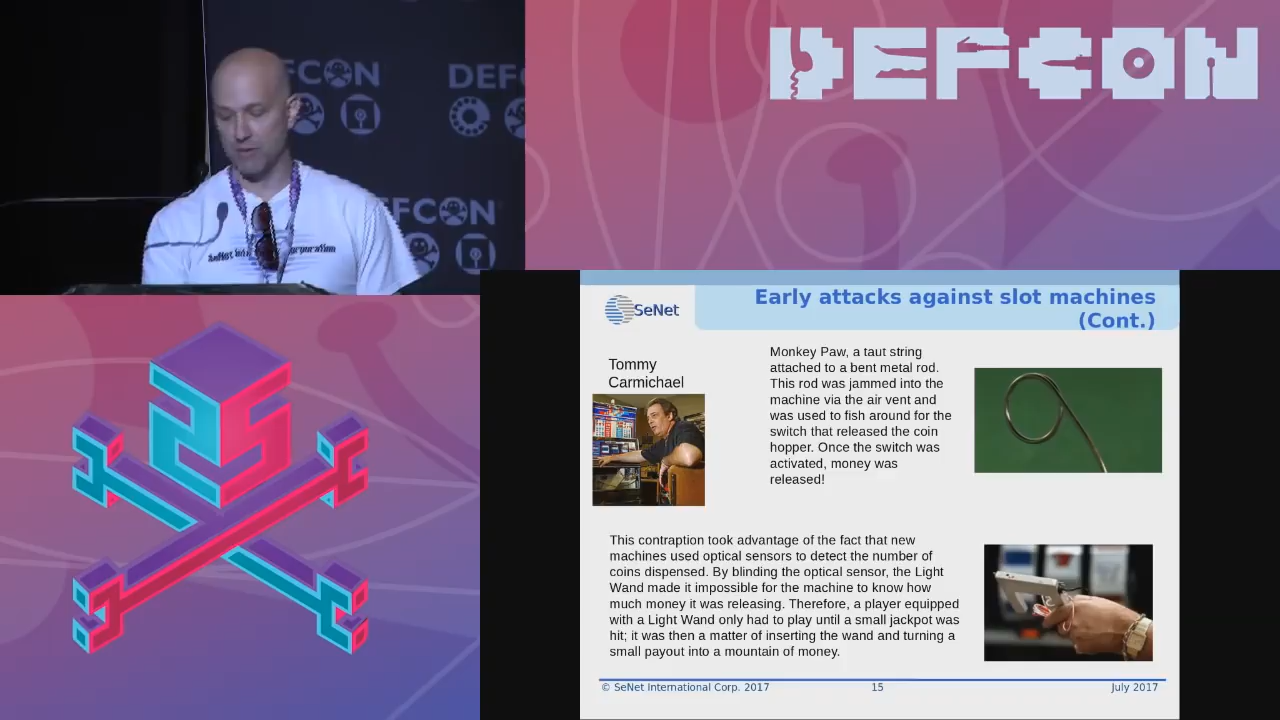 DEFCON
DEFCON
SeNet
Early attacks against slot machines
(Cont.)
Tommy
Carmichael
Monkey Paw, a taut string
attached to a bent metal rod.
This rod was jammed into the
machine via the air vent and
was used to fish around for the
switch that released the coin
hopper. Once the switch was
activated, money was
released!
This contraption took advantage of the fact that new
machines used optical sensors to detect the number of
coins dispensed. By blinding the optical sensor, the Light
Wand made it impossible for the machine to know how
much money it was releasing. Therefore, a player equipped
with a Light Wand only had to play until a small jackpot was
hit; it was then a matter of inserting the wand and turning a
small payout into a mountain of money.
© SeNet International Corp. 2017
15
July 2017